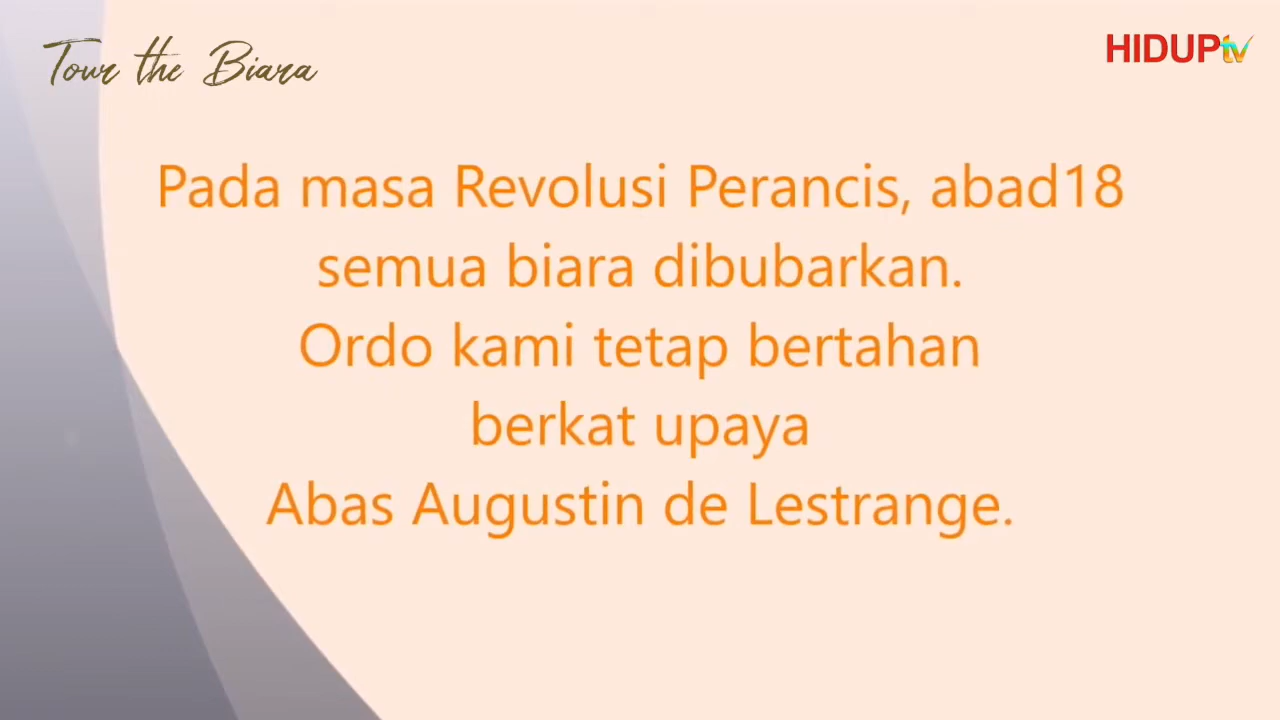 Tour the Biara
HIDUPtv
Pada masa Revolusi Perancis, abad18
semua biara dibubarkan.
Ordo kami tetap bertahan
berkat upaya
Abas Augustin de Lestrange.